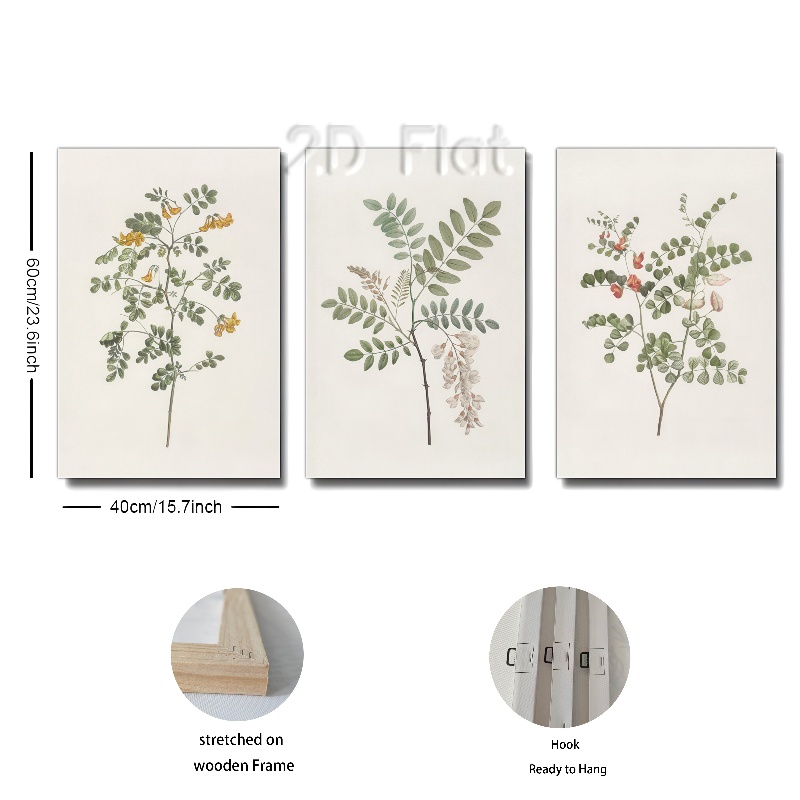 2D Flat
60cm/23.6inch
40cm/15.7inch
stretched on
wooden Frame
Hook
Ready to Hang